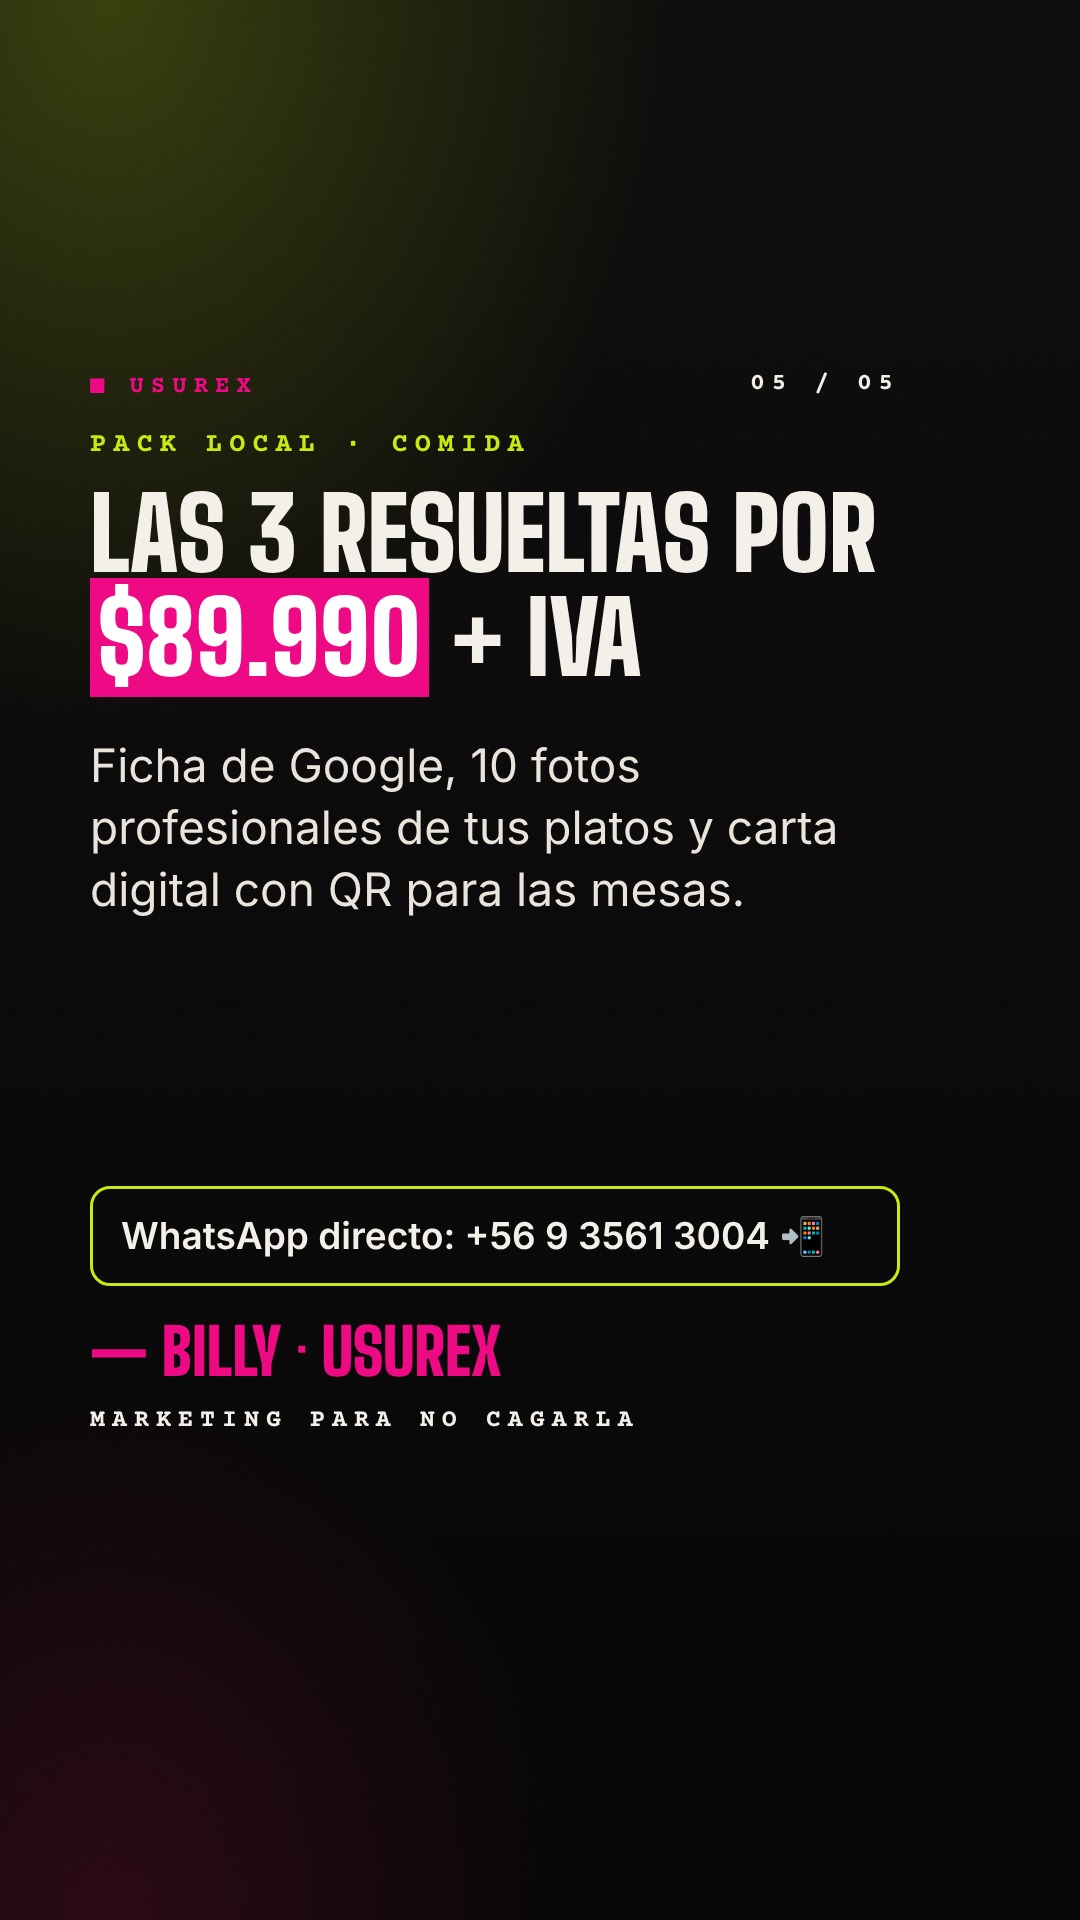 ■ USUREX
05 / 05
PACK LOCAL · COMIDA
LAS 3 RESUELTAS POR
$89.990 + IVA
Ficha de Google, 10 fotos
profesionales de tus platos y carta
digital con QR para las mesas.
WhatsApp directo: +56 9 3561 3004 📲
— BILLY · USUREX
MARKETING PARA NO CAGARLA